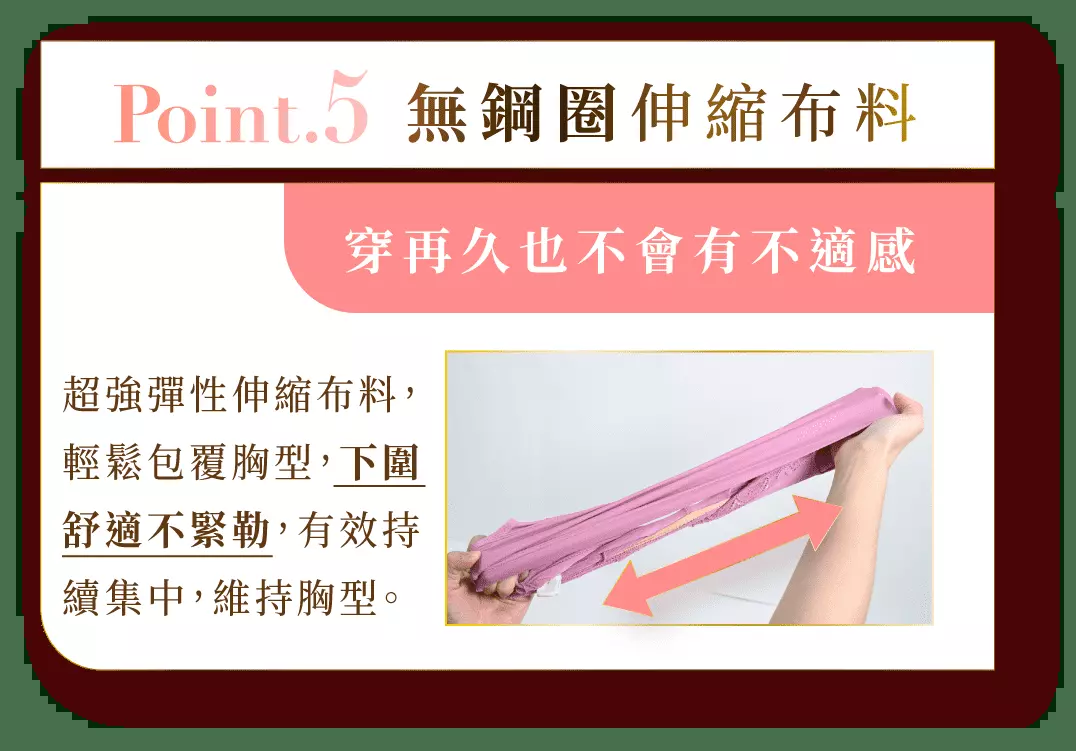 Point.5 無鋼圈伸縮布料
穿再久也不會有不適感
超強彈性伸縮布料，
輕鬆包覆胸型，下圍
舒適不緊勒，有效持
續集中，維持胸型。